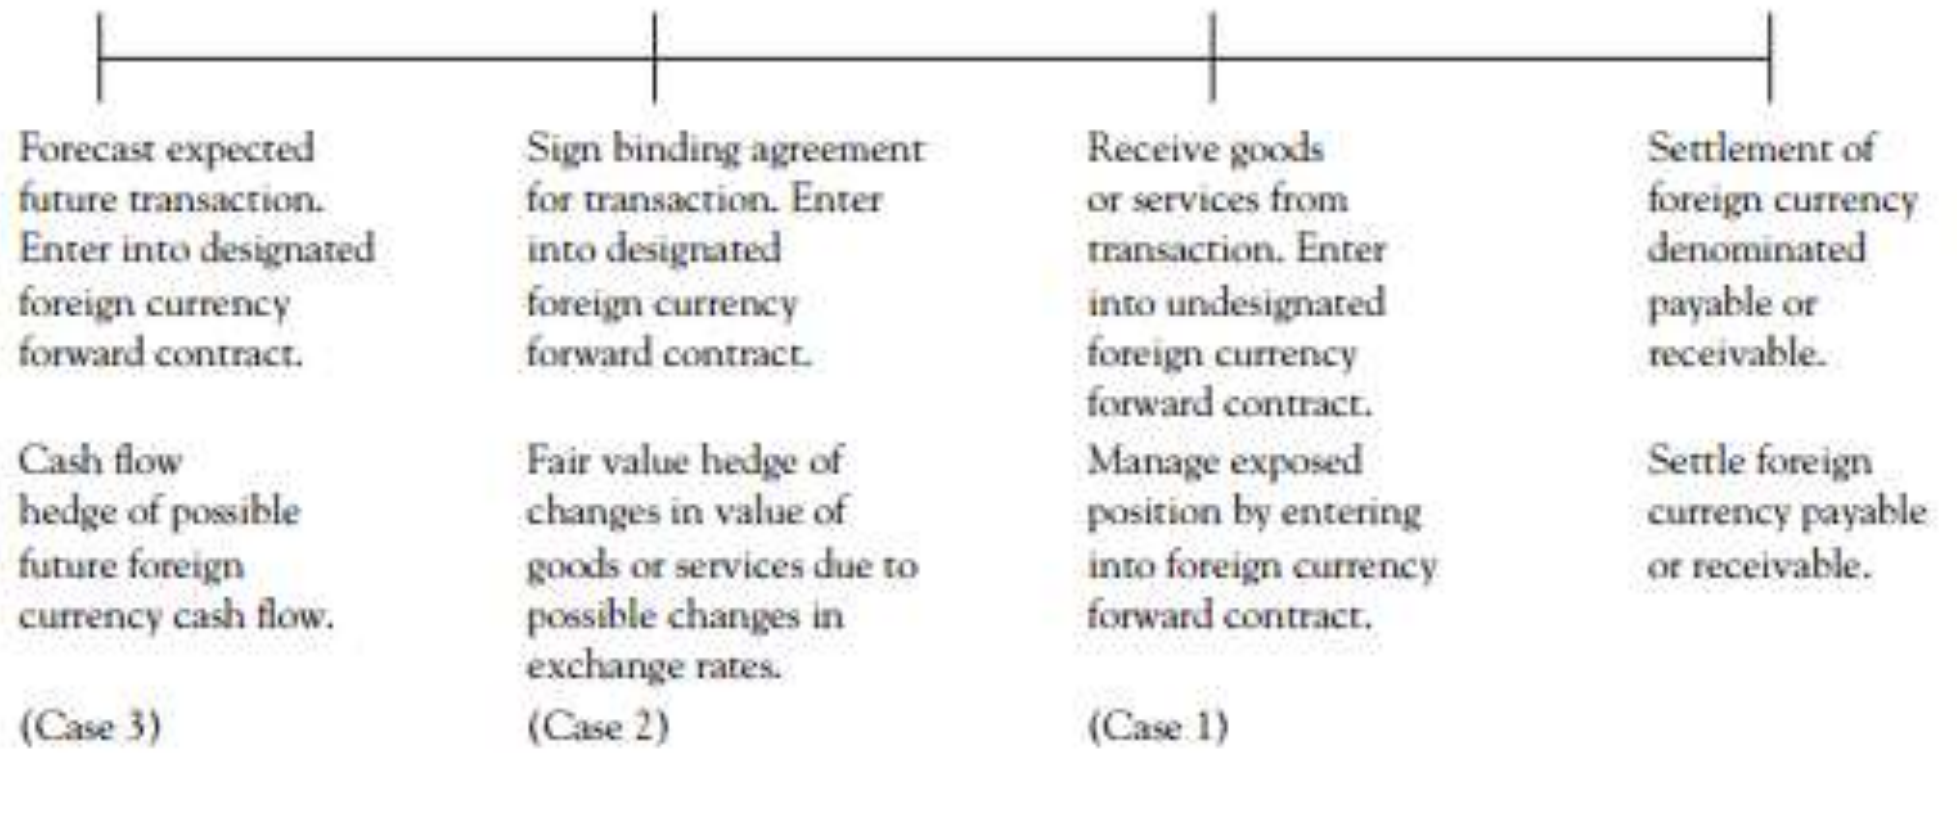 Forecast expected
future transaction.
Enter into designated
foreign currency
forward contract.
Cash flow
hedge of possible
future foreign
currency cash flow.
(Case 3)
Sign binding agreement
for transaction. Enter
into designated
foreign currency
forward contract.
Fair value hedge of
changes in value of
goods or services due to
possible changes in
exchange rates.
(Case 2)
Receive goods
or services from
transaction. Enter
into undesignated
foreign currency
forward contract.
Manage exposed
position by entering
into foreign currency
forward contract.
(Case 1)
Settlement of
foreign currency
denominated
payable or
receivable.
Settle foreign
currency payable
or receivable.